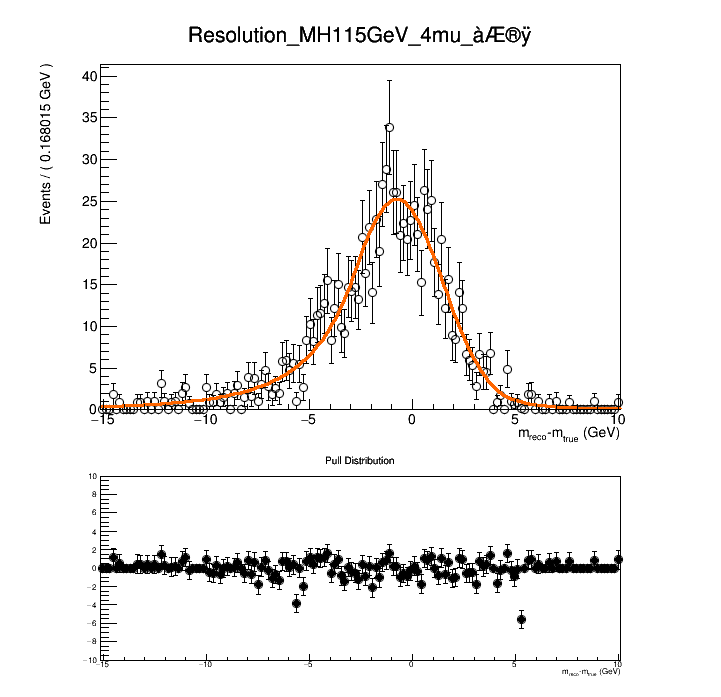 Resolution_MH115GeV_4mu_àÆ®ÿ
Events / ( 0.168015 GeV )
40
35
30
25
20
15
10
5
0
−15 −10 −5 0 5 10
m_reco-m_true (GeV)
Pull Distribution
10
8
6
4
2
0
−2
−4
−6
−8
−10
−15 −10 −5 0 5 10
m_reco-m_true (GeV)